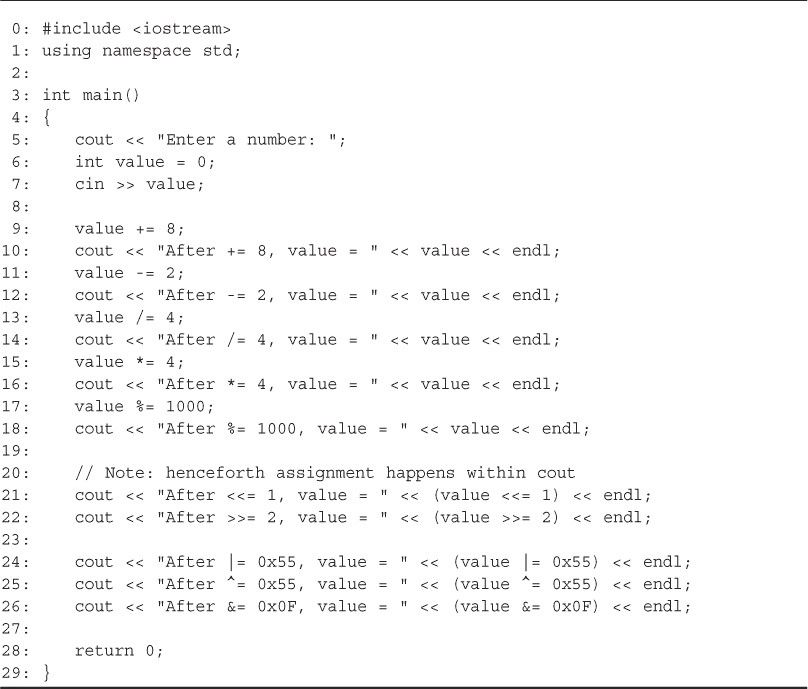 0: #include <iostream>
1: using namespace std;
2:
3: int main()
4: {
5:    cout << "Enter a number: ";
6:    int value = 0;
7:    cin >> value;
8:
9:    value += 8;
10:    cout << "After += 8, value = " << value << endl;
11:    value -= 2;
12:    cout << "After -= 2, value = " << value << endl;
13:    value /= 4;
14:    cout << "After /= 4, value = " << value << endl;
15:    value *= 4;
16:    cout << "After *= 4, value = " << value << endl;
17:    value %= 1000;
18:    cout << "After %= 1000, value = " << value << endl;
19:
20:    // Note: henceforth assignment happens within cout
21:    cout << "After <<= 1, value = " << (value <<= 1) << endl;
22:    cout << "After >>= 2, value = " << (value >>= 2) << endl;
23:
24:    cout << "After |= 0x55, value = " << (value |= 0x55) << endl;
25:    cout << "After ^= 0x55, value = " << (value ^= 0x55) << endl;
26:    cout << "After &= 0x0F, value = " << (value &= 0x0F) << endl;
27:
28:    return 0;
29: }